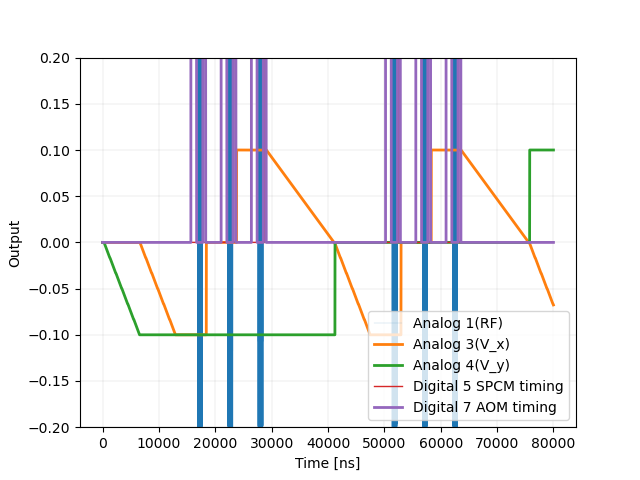 0.20
0.15
0.10
0.05
0.00
−0.05
−0.10
−0.15
−0.20
Output
0
10000
20000
30000
40000
50000
60000
70000
80000
Time [ns]
Analog 1(RF)
Analog 3(V_x)
Analog 4(V_y)
Digital 5 SPCM timing
Digital 7 AOM timing